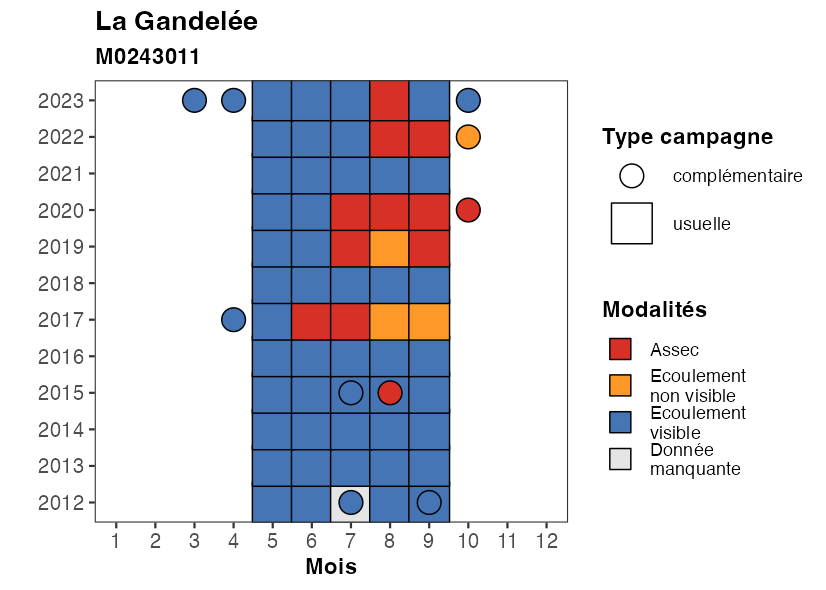 La Gandelée
M0243011
2023
2022
2021
2020
2019
2018
2017
2016
2015
2014
2013
2012
1 2 3 4 5 6 7 8 9 10 11 12
Mois
Type campagne
complémentaire
usuelle
Modalités
Assec
Ecoulement
non visible
Ecoulement
visible
Donnée
manquante